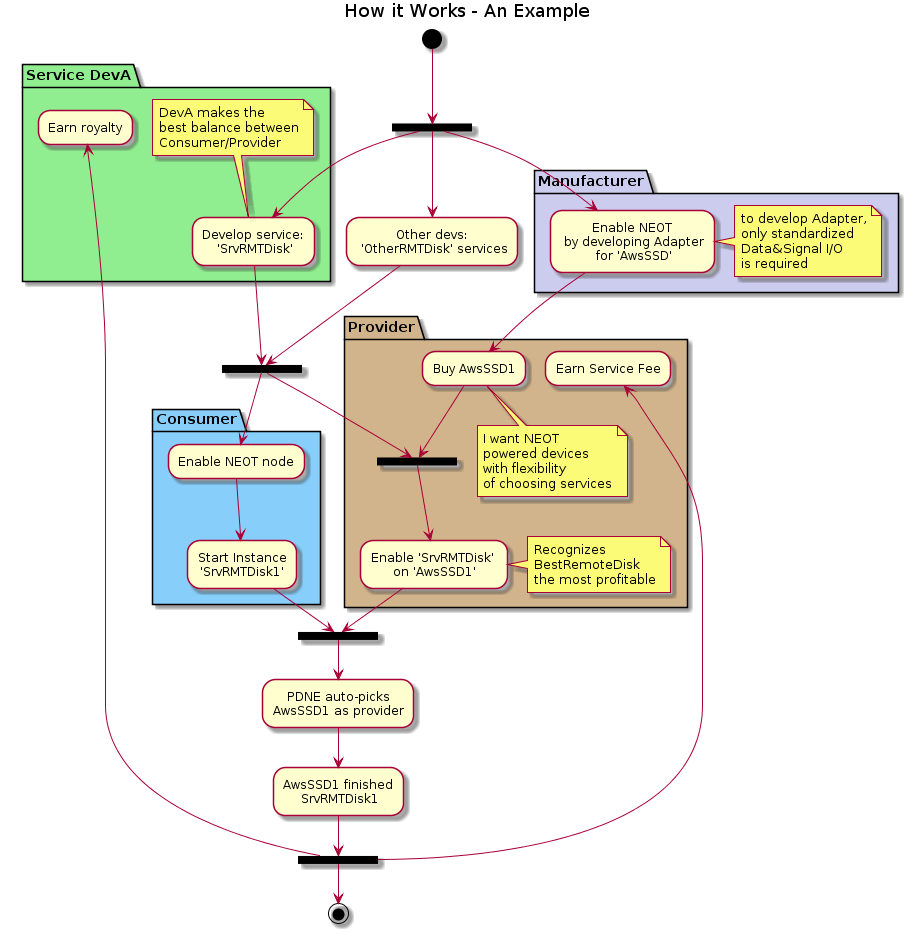 How it Works - An Example
Service DevA
Earn royalty
DevA makes the
best balance between
Consumer/Provider
Develop service:
'SrvRMTDisk'
Other devs:
'OtherRMTDisk' services
Manufacturer
Enable NEOT
by developing Adapter
for 'AwsSSD'
to develop Adapter,
only standardized
Data&Signal I/O
is required
Provider
Buy AwsSSD1
Earn Service Fee
I want NEOT
powered devices
with flexibility
of choosing services
Consumer
Enable NEOT node
Start Instance
'SrvRMTDisk1'
Enable 'SrvRMTDisk'
on 'AwsSSD1'
Recognizes
BestRemoteDisk
the most profitable
PDNE auto-picks
AwsSSD1 as provider
AwsSSD1 finished
SrvRMTDisk1